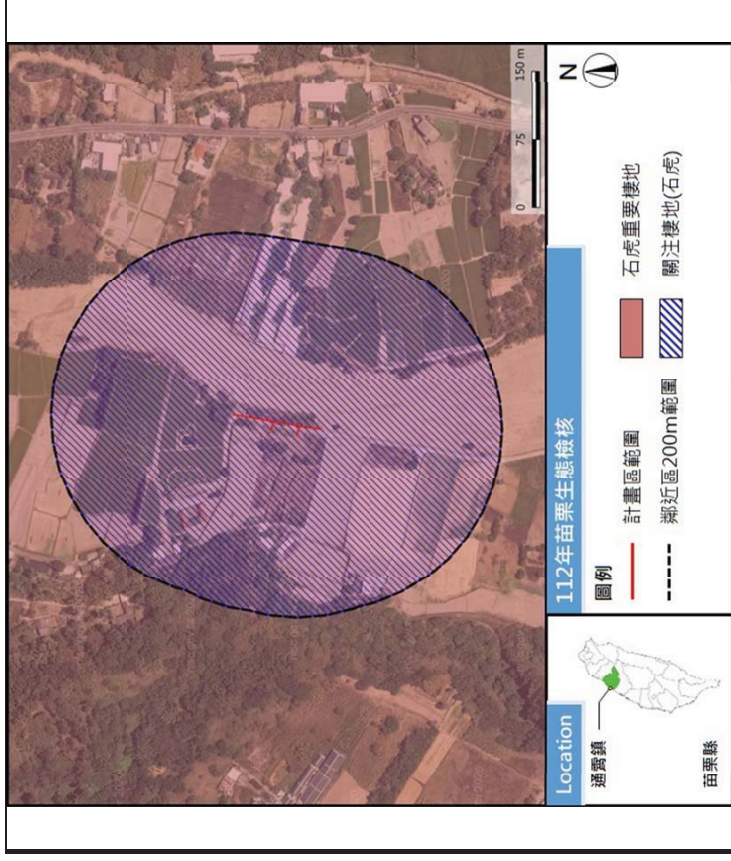 0 75 150 m
N
112年苗栗生態檢核
圖例
計畫區範圍
石虎重要棲地
鄰近區200m範圍
關注棲地(石虎)
Location
通霄鎮
苗栗縣